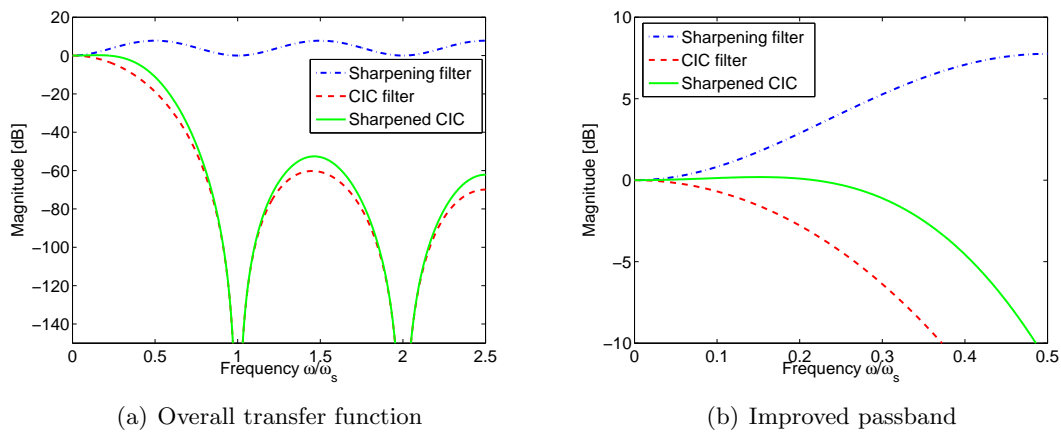 20
0
−20
−40
−60
−80
−100
−120
−140
Magnitude [dB]
Sharpening filter
CIC filter
Sharpened CIC
0
0.5
1
1.5
2
2.5
Frequency ω/ωs
(a) Overall transfer function
10
5
0
−5
−10
Magnitude [dB]
Sharpening filter
CIC filter
Sharpened CIC
0
0.1
0.2
0.3
0.4
0.5
Frequency ω/ωs
(b) Improved passband